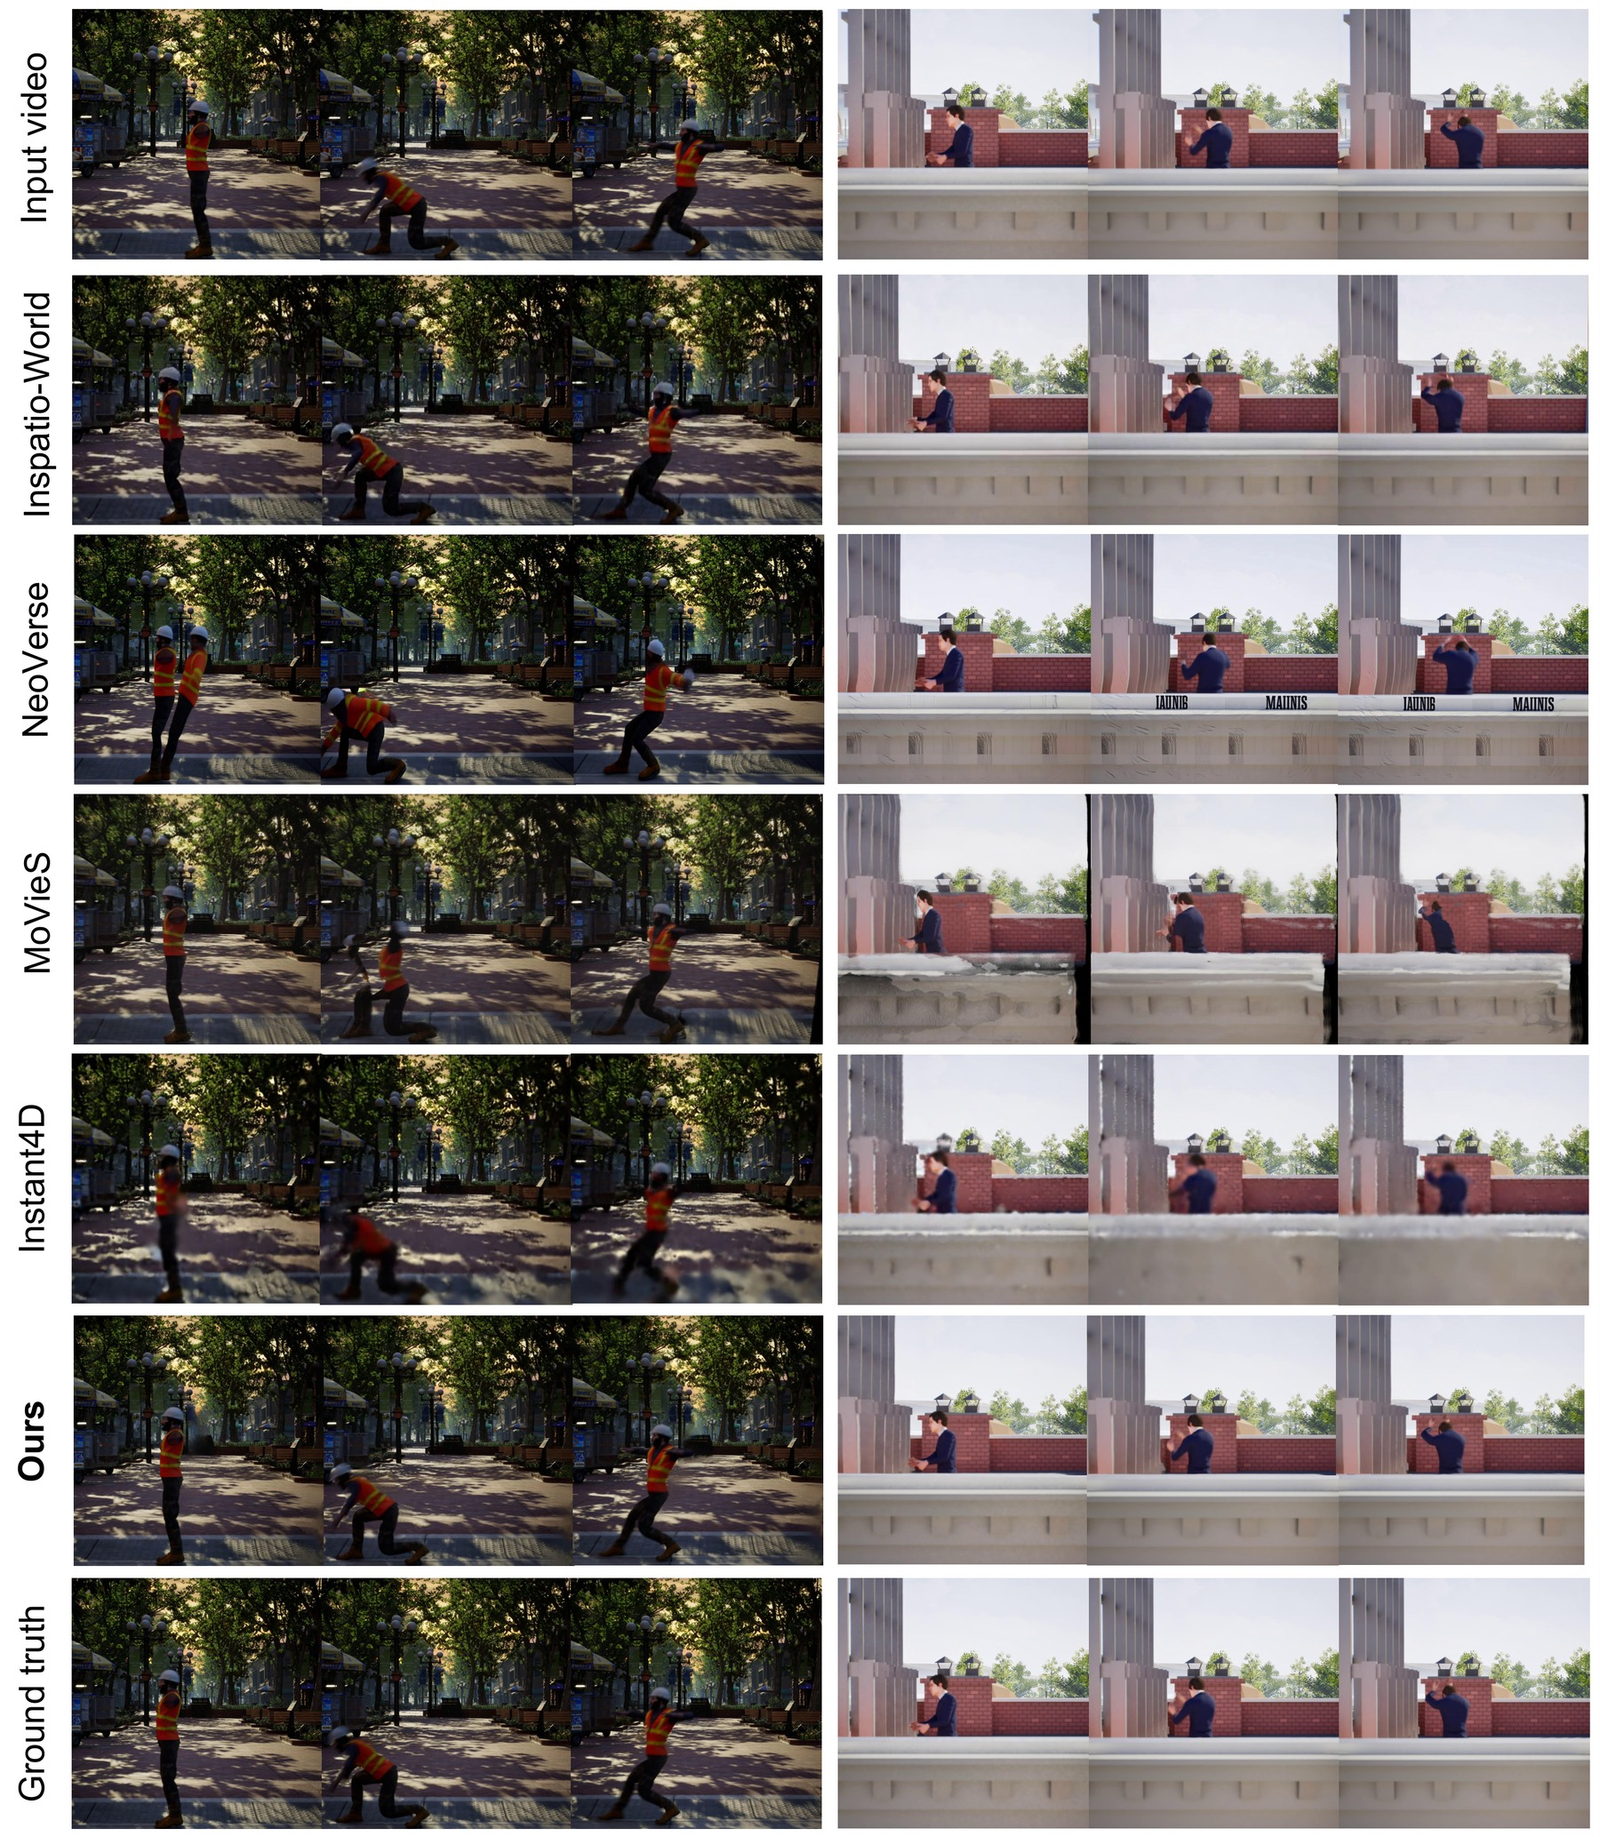 Input video
Inspatio-World
NeoVerse
IAUNIB MAIINIS IAUNIB MAIINIS
MoVieS
Instant4D
Ours
Ground truth